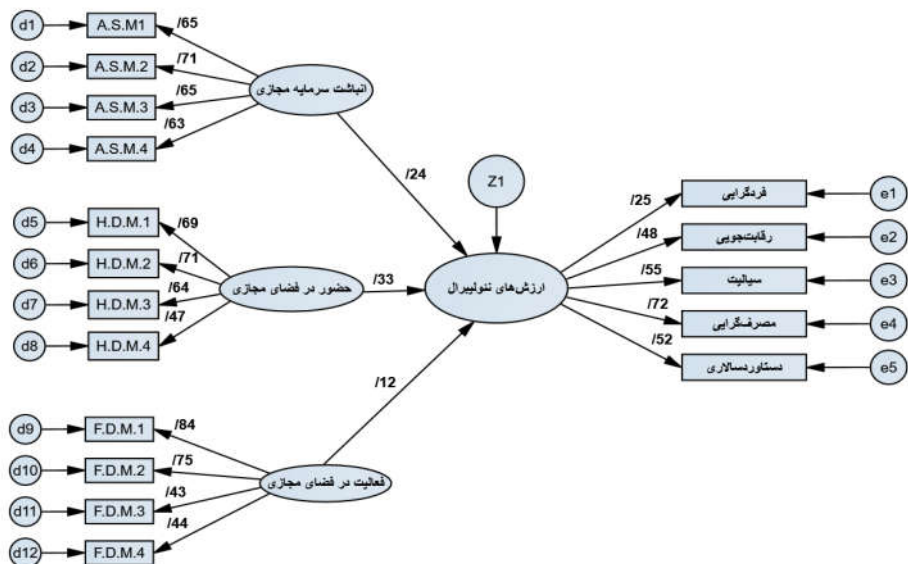 d1
A.S.M1
/65
d2
A.S.M.2
/71
d3
A.S.M.3
/65
d4
A.S.M.4
/63
انباشت سرمایه مجازی
/24
d5
H.D.M.1
/69
d6
H.D.M.2
/71
d7
H.D.M.3
/64
d8
H.D.M.4
/47
حضور در فضای مجازی
/33
d9
F.D.M.1
/84
d10
F.D.M.2
/75
d11
F.D.M.3
/43
d12
F.D.M.4
/44
فعالیت در فضای مجازی
/12
Z1
ارزش‌های نئولیبرال
/25
فردگرایی
e1
/48
رقابت‌جویی
e2
/55
سیالیت
e3
/72
مصرف‌گرایی
e4
/52
دستاوردسالاری
e5